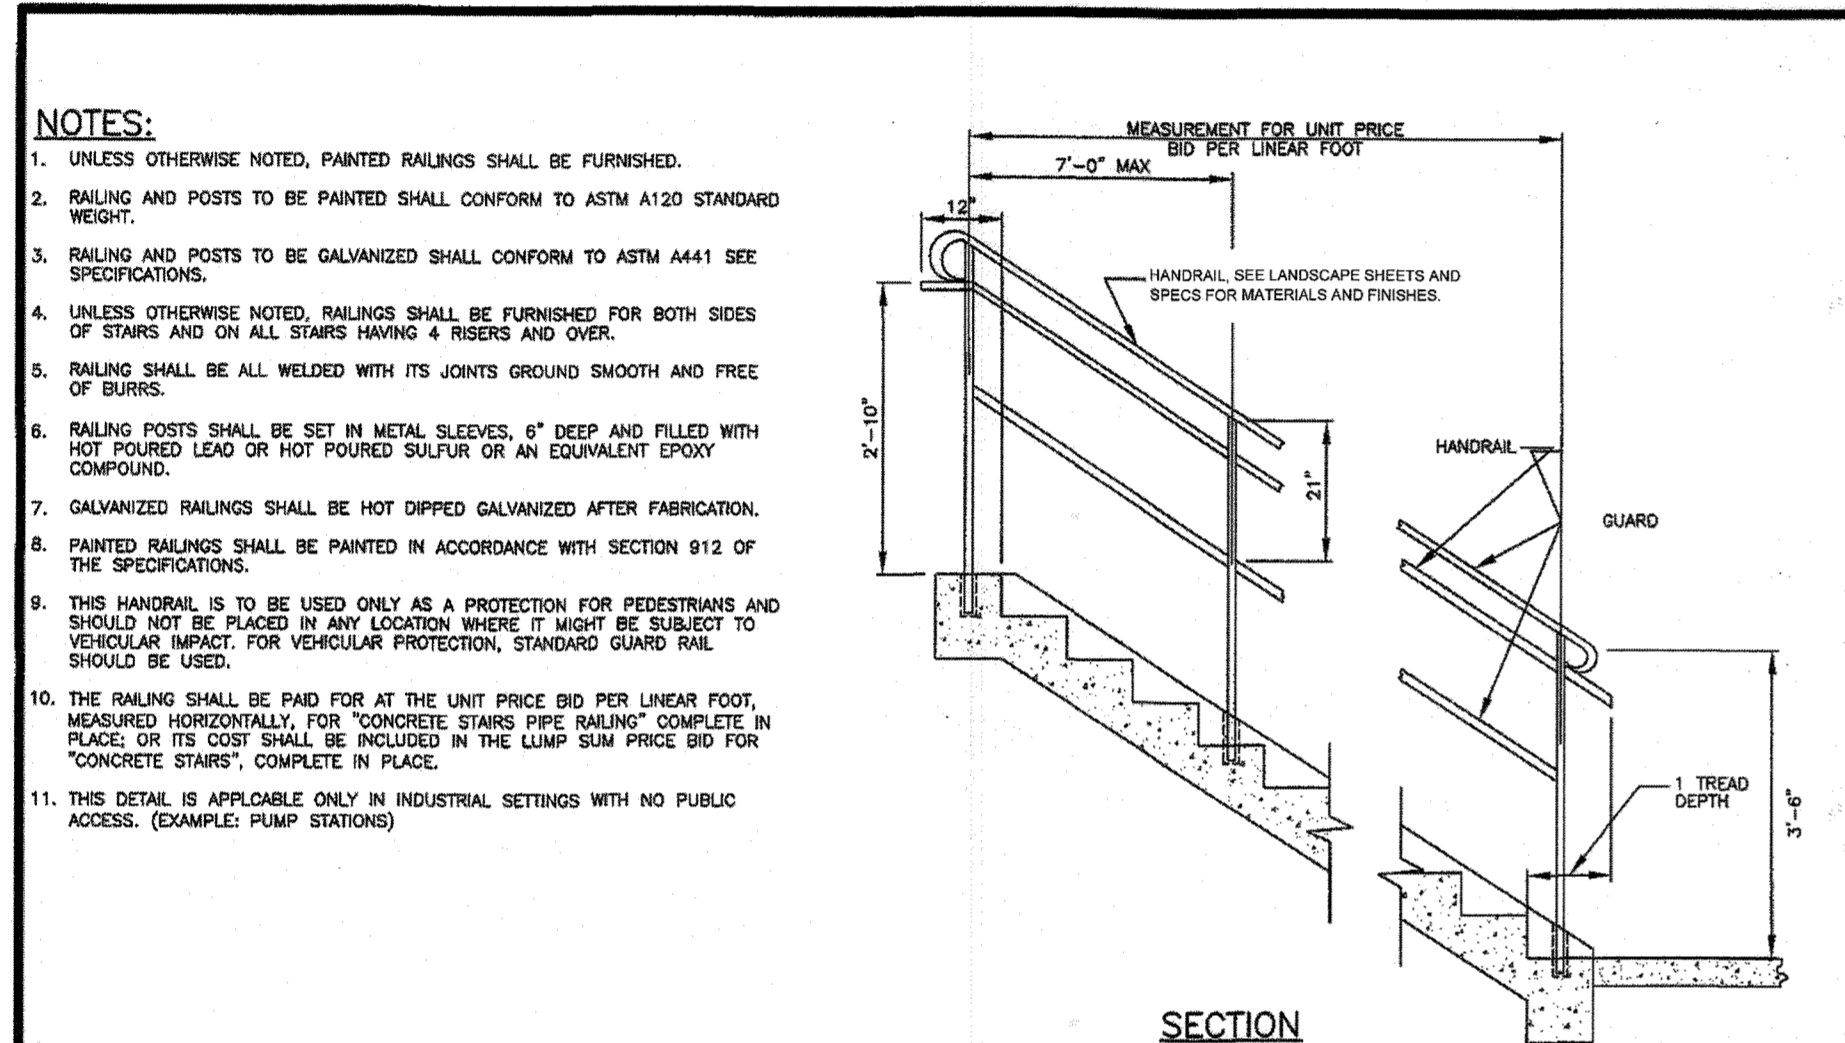 NOTES:
1. UNLESS OTHERWISE NOTED, PAINTED RAILINGS SHALL BE FURNISHED.
2. RAILING AND POSTS TO BE PAINTED SHALL CONFORM TO ASTM A120 STANDARD
WEIGHT.
3. RAILING AND POSTS TO BE GALVANIZED SHALL CONFORM TO ASTM A441 SEE
SPECIFICATIONS.
4. UNLESS OTHERWISE NOTED, RAILINGS SHALL BE FURNISHED FOR BOTH SIDES
OF STAIRS AND ON ALL STAIRS HAVING 4 RISERS AND OVER.
5. RAILING SHALL BE ALL WELDED WITH ITS JOINTS GROUND SMOOTH AND FREE
OF BURRS.
6. RAILING POSTS SHALL BE SET IN METAL SLEEVES, 6" DEEP AND FILLED WITH
HOT POURED LEAD OR HOT POURED SULFUR OR AN EQUIVALENT EPOXY
COMPOUND.
7. GALVANIZED RAILINGS SHALL BE HOT DIPPED GALVANIZED AFTER FABRICATION.
8. PAINTED RAILINGS SHALL BE PAINTED IN ACCORDANCE WITH SECTION 912 OF
THE SPECIFICATIONS.
9. THIS HANDRAIL IS TO BE USED ONLY AS A PROTECTION FOR PEDESTRIANS AND
SHOULD NOT BE PLACED IN ANY LOCATION WHERE IT MIGHT BE SUBJECT TO
VEHICULAR IMPACT. FOR VEHICULAR PROTECTION, STANDARD GUARD RAIL
SHOULD BE USED.
10. THE RAILING SHALL BE PAID FOR AT THE UNIT PRICE BID PER LINEAR FOOT,
MEASURED HORIZONTALLY, FOR "CONCRETE STAIRS PIPE RAILING" COMPLETE IN
PLACE; OR ITS COST SHALL BE INCLUDED IN THE LUMP SUM PRICE BID FOR
"CONCRETE STAIRS", COMPLETE IN PLACE.
11. THIS DETAIL IS APPLCABLE ONLY IN INDUSTRIAL SETTINGS WITH NO PUBLIC
ACCESS. (EXAMPLE: PUMP STATIONS)
MEASUREMENT FOR UNIT PRICE
BID PER LINEAR FOOT
7'-0" MAX
12"
HANDRAIL, SEE LANDSCAPE SHEETS AND
SPECS FOR MATERIALS AND FINISHES.
2'-10"
21"
HANDRAIL
GUARD
1 TREAD
DEPTH
3'-6"
SECTION